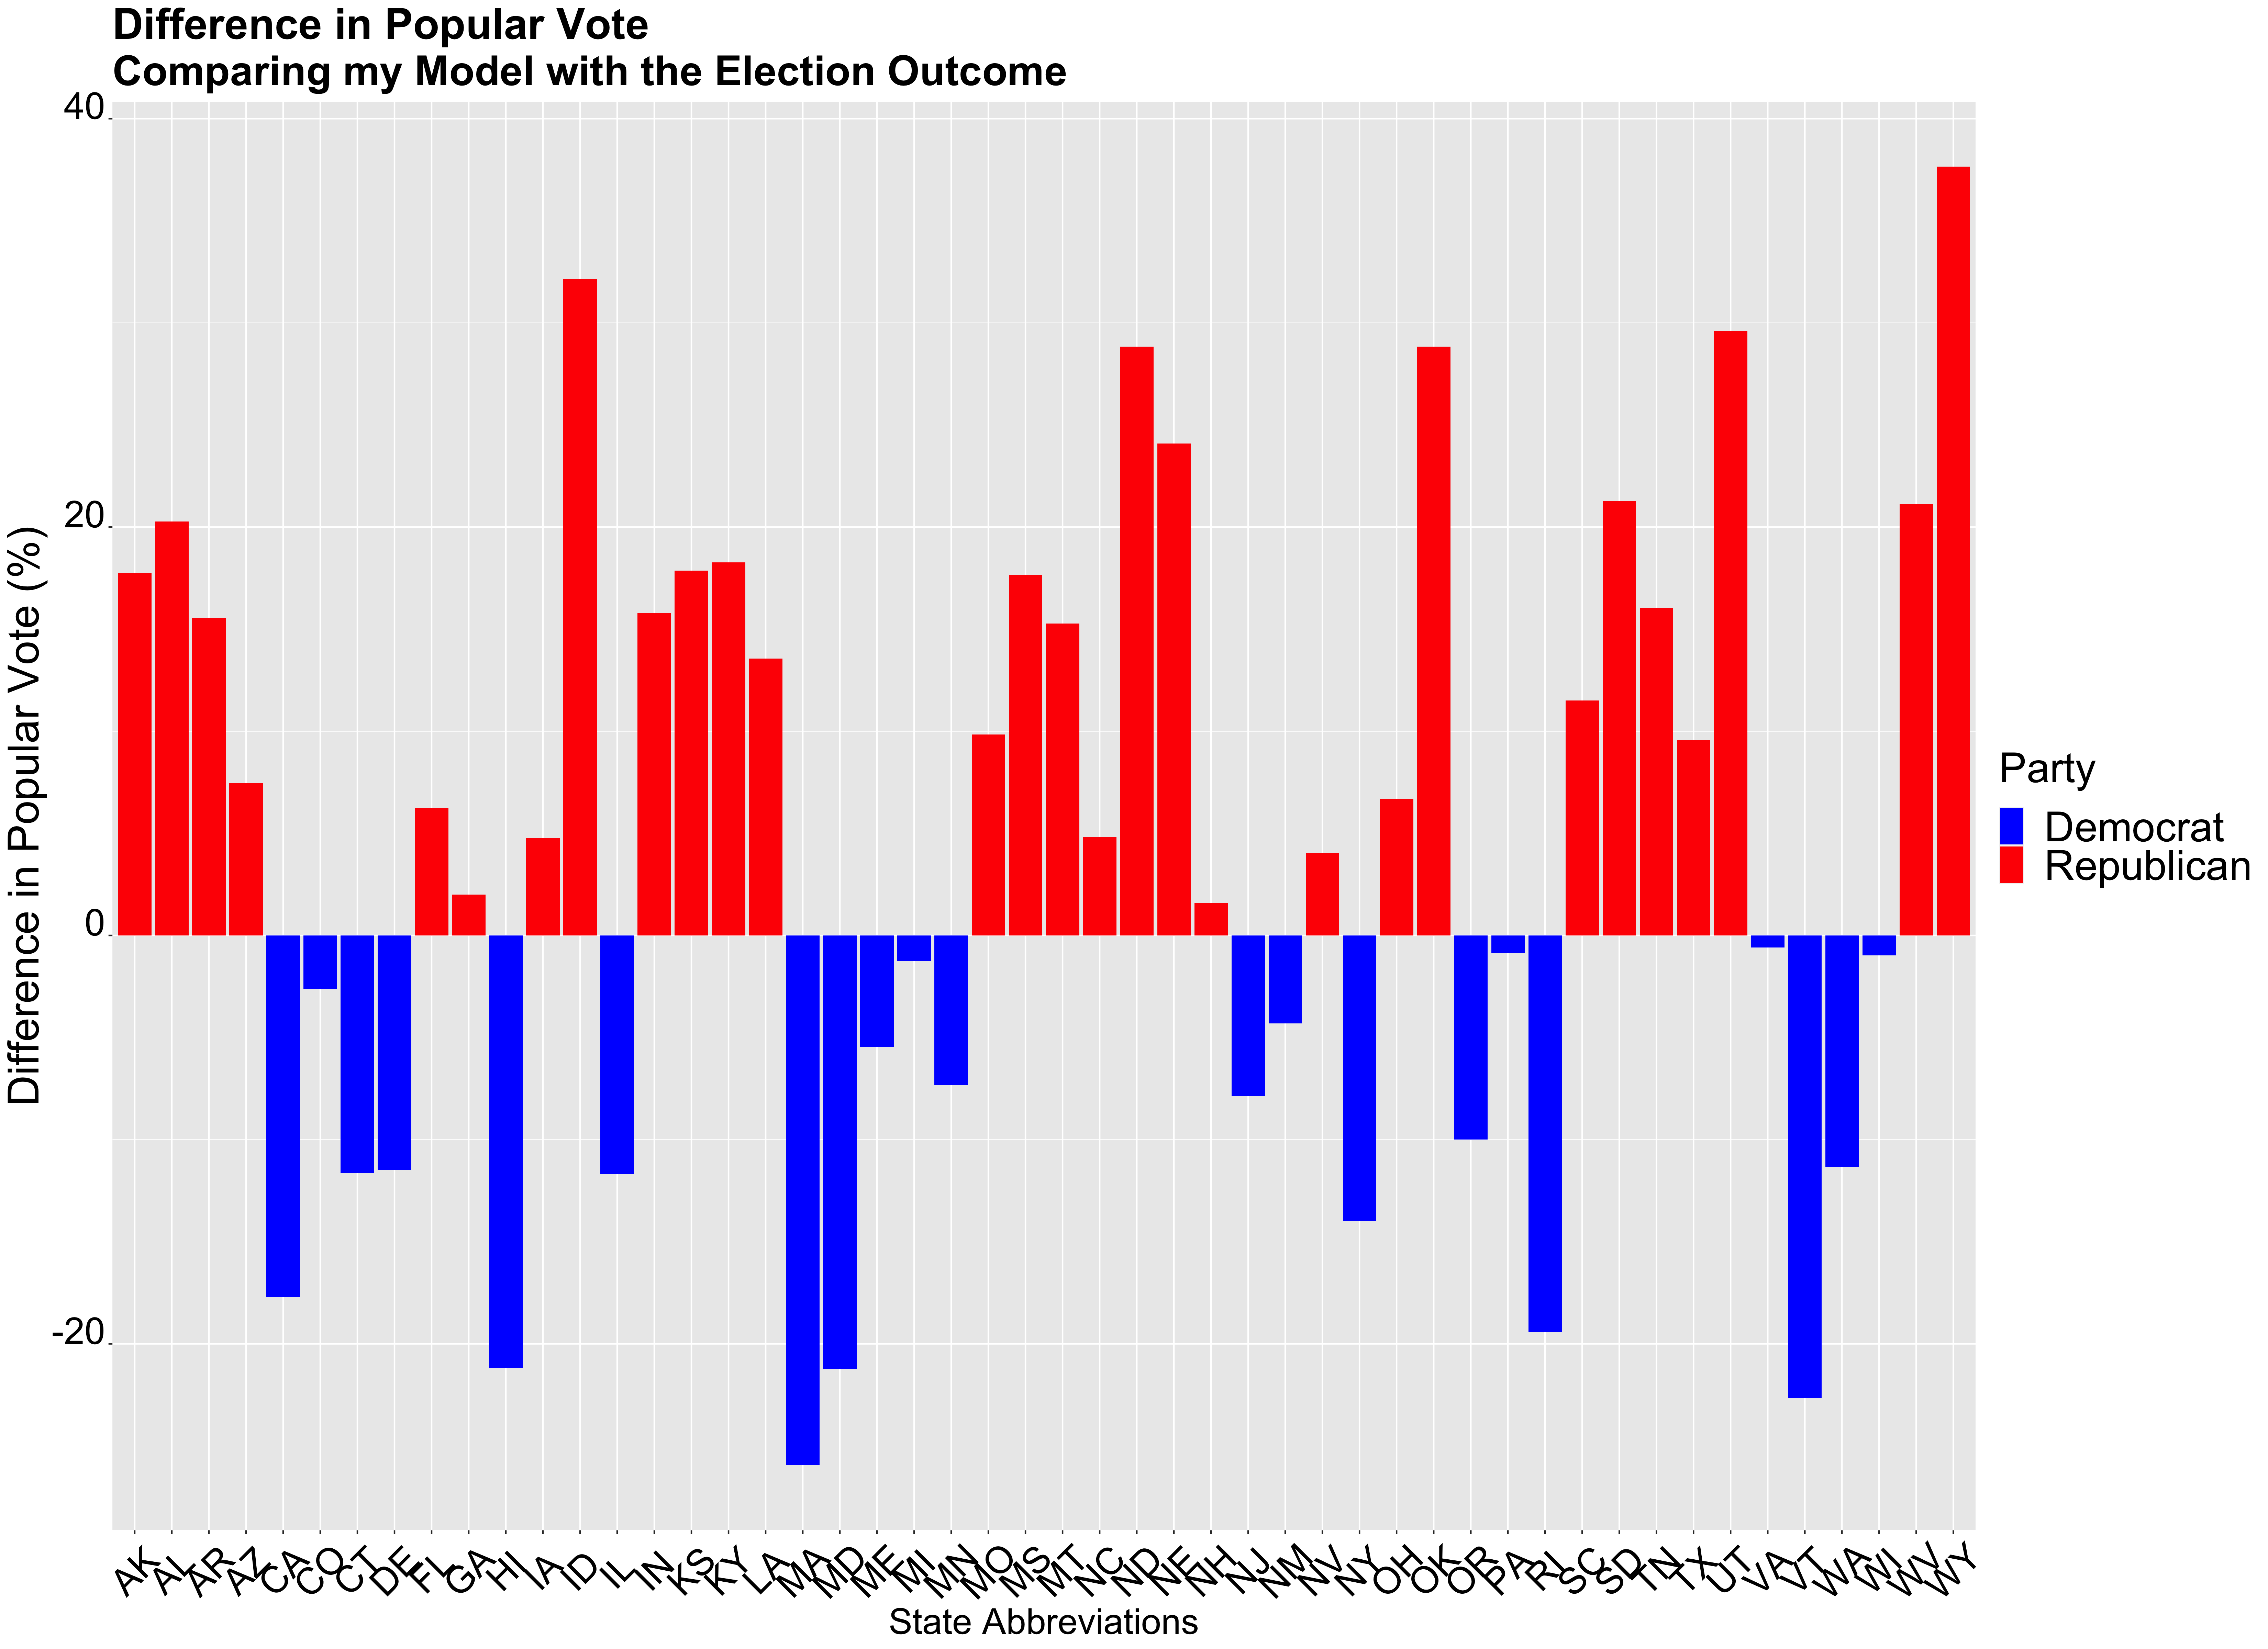 Difference in Popular Vote
Comparing my Model with the Election Outcome
Difference in Popular Vote (%)
40
20
0
-20
AK AL AR AZ CA CO CT DE FL GA HI IA ID IL IN KS KY LA MA MD ME MI MN MO MS MT NC ND NE NH NJ NM NV NY OH OK OR PA RI SC SD TN TX UT VA VT WA WI WV WY
State Abbreviations
Party
Democrat
Republican